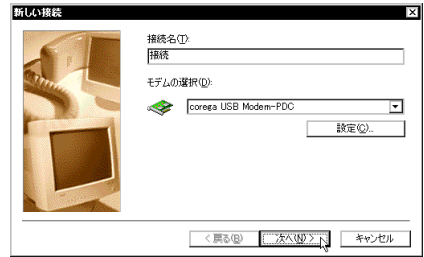 新しい接続
接続名(T):
接続
モデムの選択(D):
corega USB Modem-PDC
設定(C)...
< 戻る(B)
次へ(N) >
キャンセル